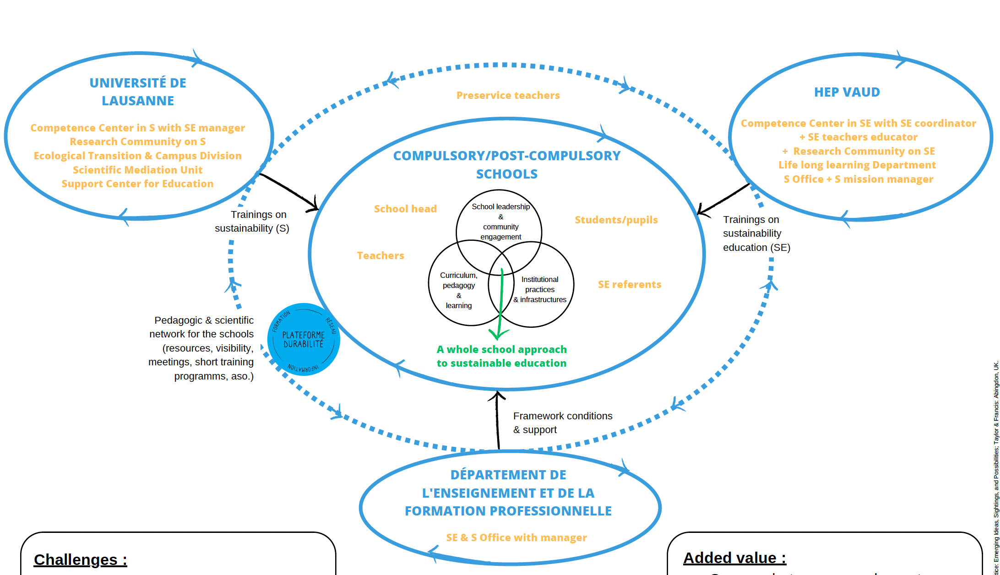 UNIVERSITÉ DE
LAUSANNE
Competence Center in S with SE manager
Research Community on S
Ecological Transition & Campus Division
Scientific Mediation Unit
Support Center for Education
Preservice teachers
HEP VAUD
Competence Center in SE with SE coordinator
+ SE teachers educator
+ Research Community on SE
Life long learning Department
S Office + S mission manager
COMPULSORY/POST-COMPULSORY
SCHOOLS
School head
Teachers
Students/pupils
SE referents
School leadership
&
community
engagement
Curriculum,
pedagogy
&
learning
Institutional
practices
& infrastructures
A whole school approach
to sustainable education
Trainings on
sustainability (S)
Trainings on
sustainability
education (SE)
Pedagogic & scientific
network for the schools
(resources, visibility,
meetings, short training
programms, aso.)
FORMATION
RÉSEAU
PLATEFORME
DURABILITÉ
INFORMATION
Framework conditions
& support
DÉPARTEMENT DE
L'ENSEIGNEMENT ET DE LA
FORMATION PROFESSIONNELLE
SE & S Office with manager
Challenges :
Added value :
Emerging Ideas, Sightings, and Possibilities; Taylor & Francis: Abingdon, UK.